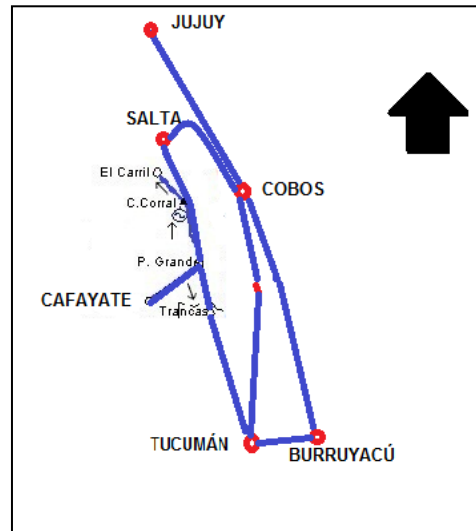 JUJUY
SALTA
El Carril
COBOS
C.Corral
P. Grande
CAFAYATE
Trancas
TUCUMÁN
BURRUYACÚ